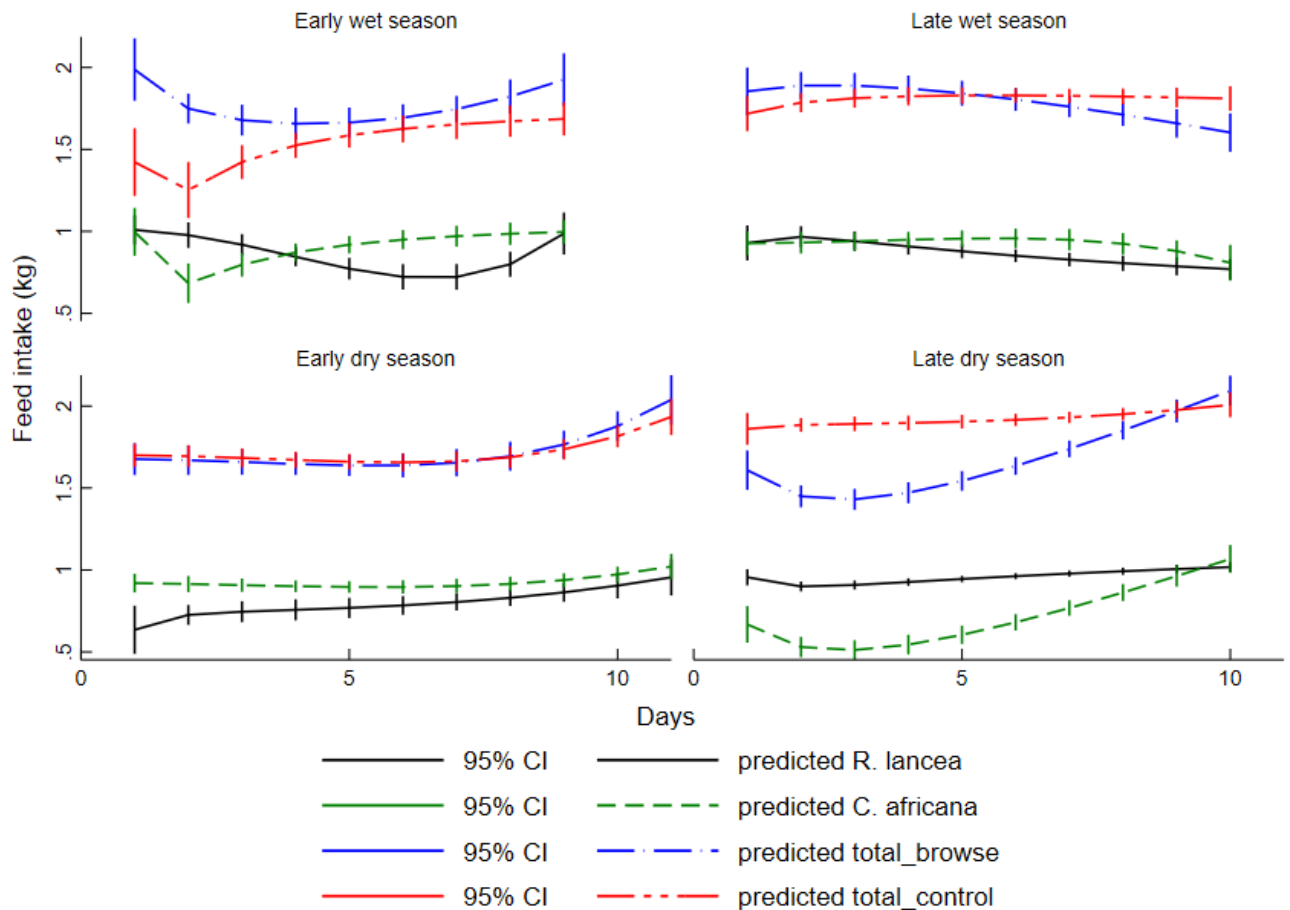 Early wet season
Late wet season
2
1.5
1
.5
Early dry season
Late dry season
2
1.5
1
.5
0
5
10
0
5
10
Feed intake (kg)
Days
95% CI predicted R. lancea
95% CI predicted C. africana
95% CI predicted total_browse
95% CI predicted total_control